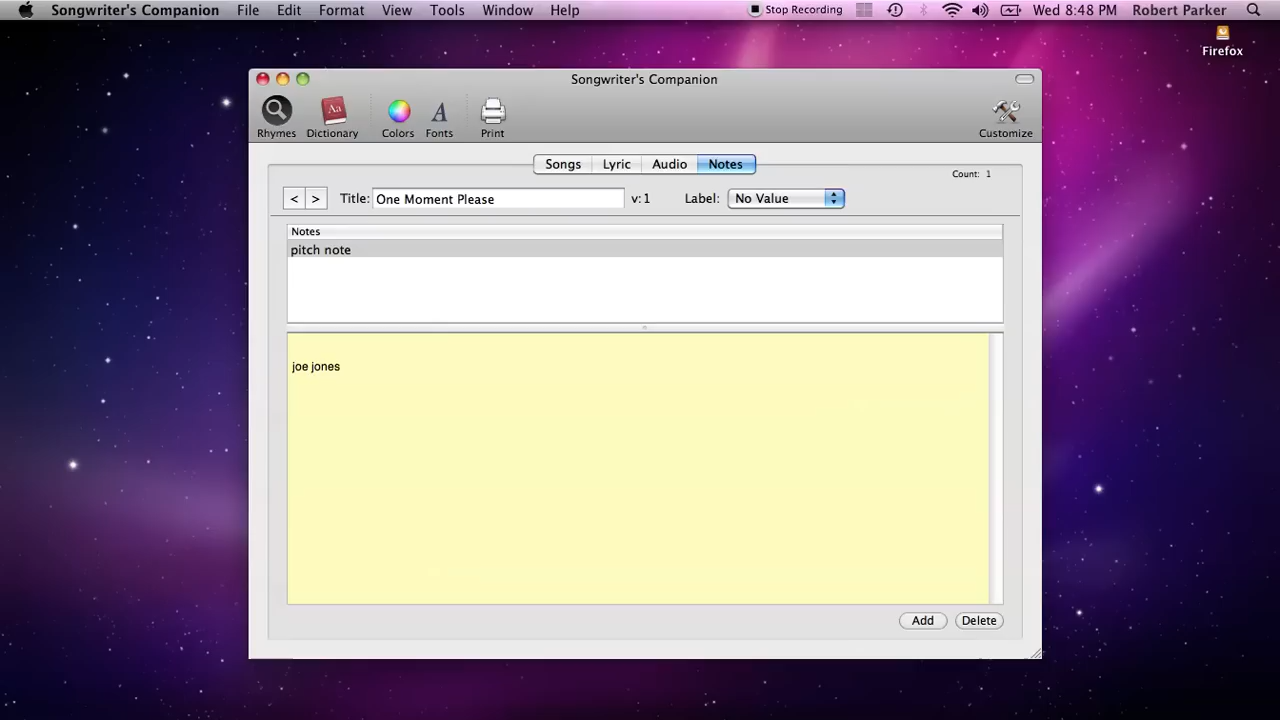 Songwriter's Companion File Edit Format View Tools Window Help Stop Recording Wed 8:48 PM Robert Parker
Firefox
Songwriter's Companion
Rhymes Dictionary Colors Fonts Print Customize
Songs Lyric Audio Notes
Count: 1
< > Title: One Moment Please v:1 Label: No Value
Notes
pitch note
joe jones
Add Delete